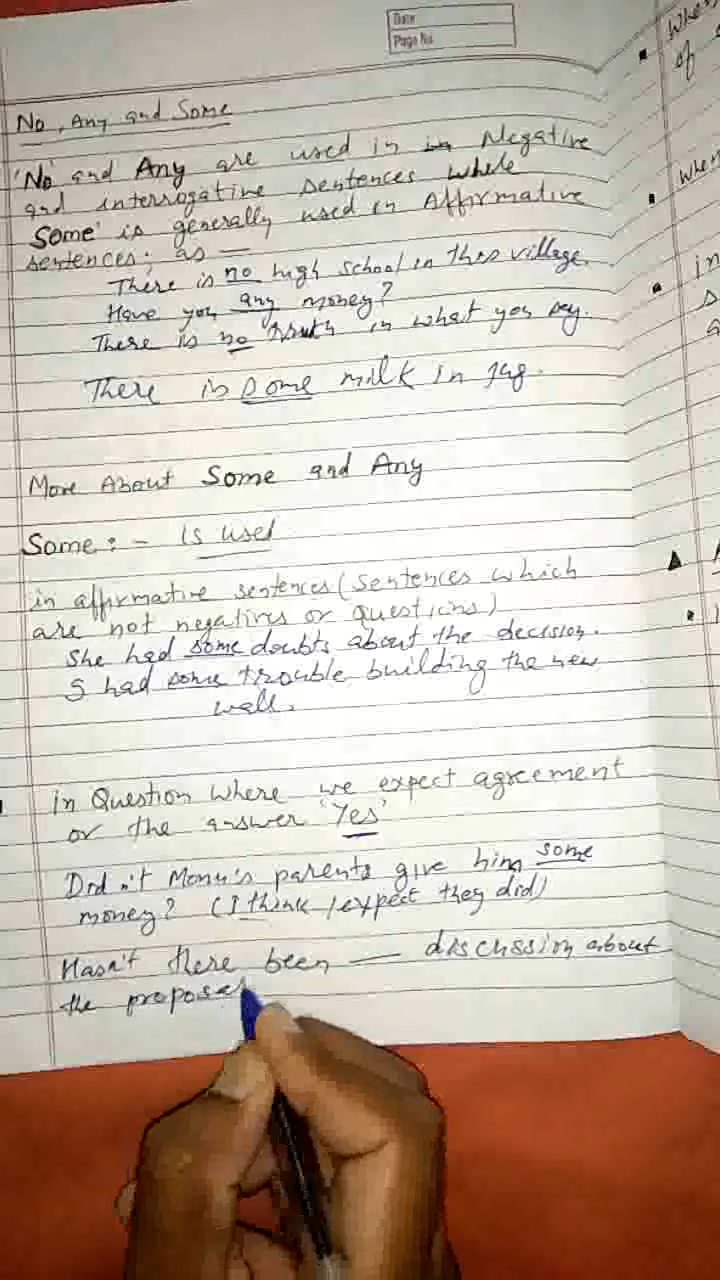 Date
Page No.
No, Any and Some
'No' and Any are used in in Negative
and interrogative sentences while
Some' is generally used in Affirmative
sentences; as —
There is no high school in this village.
Have you any money?
There is no truth in what you say.
There is some milk in jug.
More About Some and Any
Some :- is used
in affirmative sentences (sentences which
are not negatives or questions)
She had some doubts about the decision.
I had some trouble building the new
wall.
in Question where we expect agreement
or the answer 'Yes'
Did n't Monu's parents give him some
money? (I think / expect they did)
Hasn't there been — discussion about
the proposal
when
of
when
in